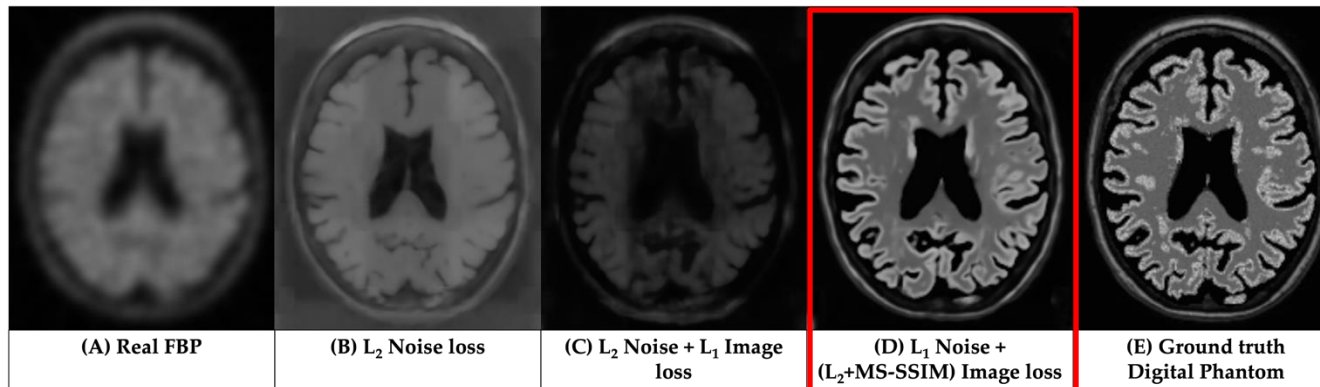 (A) Real FBP
(B) L₂ Noise loss
(C) L₂ Noise + L₁ Image
loss
(D) L₁ Noise +
(L₂+MS-SSIM) Image loss
(E) Ground truth
Digital Phantom